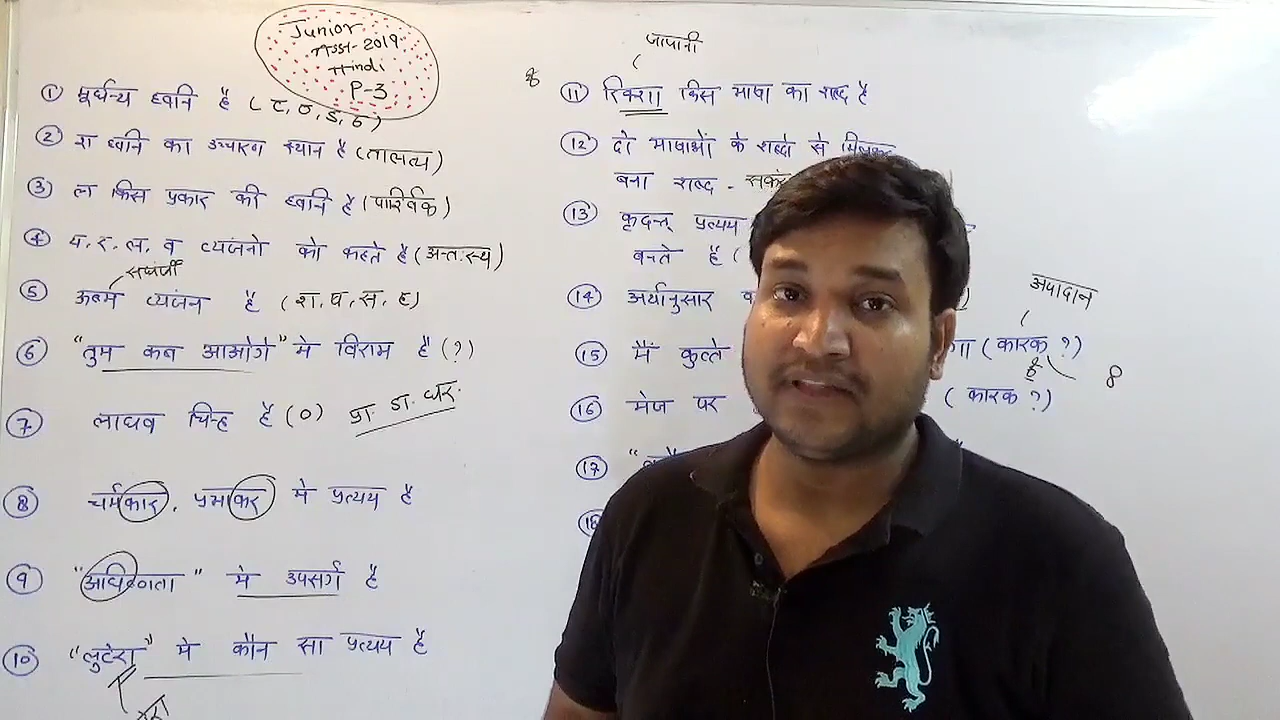 Junior
Asst-2019
Hindi
P-3
① मूर्धन्य ध्वनि है (ट, ठ, ड, ढ)
② श ध्वनि का उच्चारण स्थान है (तालव्य)
③ ल किस प्रकार की ध्वनि है (पार्श्विक)
④ य. र. ल. व व्यंजनो को कहते है (अन्तःस्थ)
संघर्षी
⑤ ऊष्म व्यंजन है (श. ष. स. ह)
⑥ "तुम कब आओगे" मे विराम है (?)
⑦ लाघव चिन्ह है (०) प्रा. डा. धर.
⑧ चर्मकार, प्रभाकर मे प्रत्यय है
⑨ मे उपसर्ग है
⑩ "लुटेरा" मे कौन सा प्रत्यय है
जापानी
⑪ रिक्शा किस भाषा का शब्द है
⑫ दो भाषाओं के शब्दो से मिलकर
बना शब्द -
⑬ कृदन्त् प्रत्यय
बनते है (
⑭ अर्थानुसार
अपादान
⑮ मैं कुत्ते (कारक ?)
⑯ मेज पर (कारक ?)
⑰
⑱